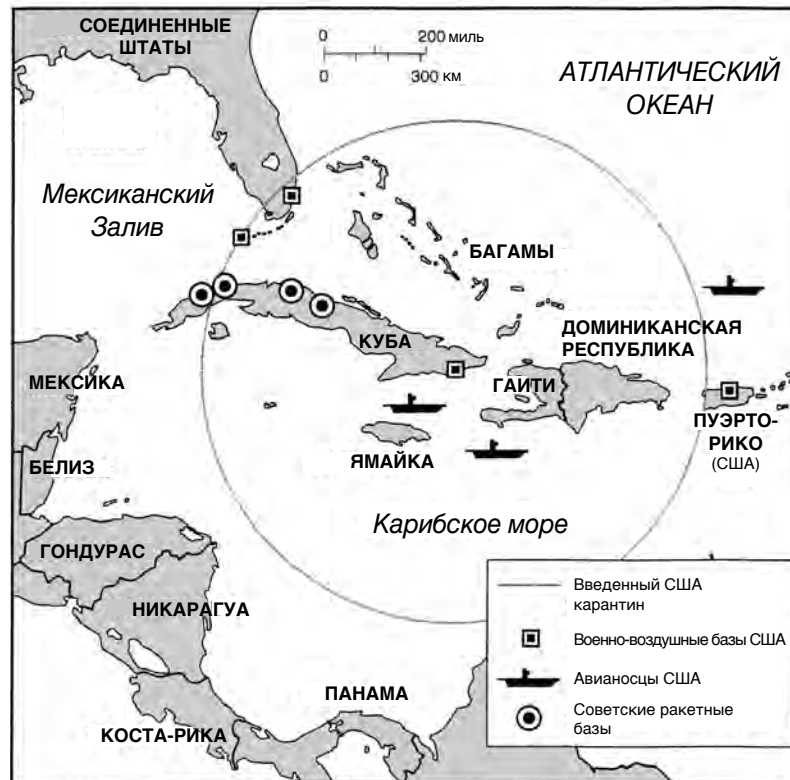 СОЕДИНЕННЫЕ
ШТАТЫ
0 200 миль
0 300 км
АТЛАНТИЧЕСКИЙ
ОКЕАН
Мексиканский
Залив
БАГАМЫ
КУБА
ДОМИНИКАНСКАЯ
РЕСПУБЛИКА
ГАИТИ
МЕКСИКА
ПУЭРТО-
РИКО
(США)
ЯМАЙКА
БЕЛИЗ
Карибское море
ГОНДУРАС
НИКАРАГУА
ПАНАМА
КОСТА-РИКА
Введенный США
карантин
Военно-воздушные базы США
Авианосцы США
Советские ракетные
базы